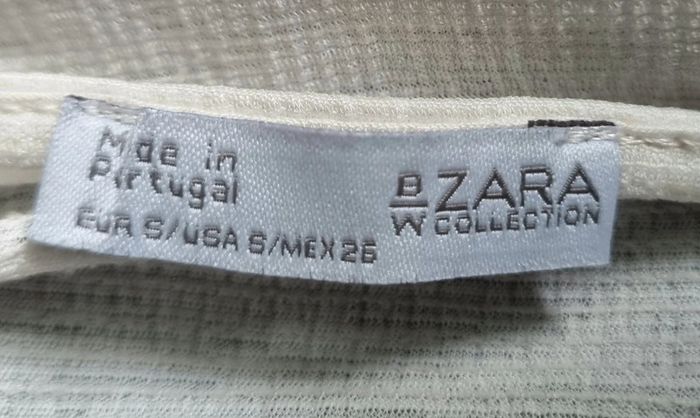 Made in
Portugal
EUR S/USA S/MEX 26
B ZARA
W COLLECTION